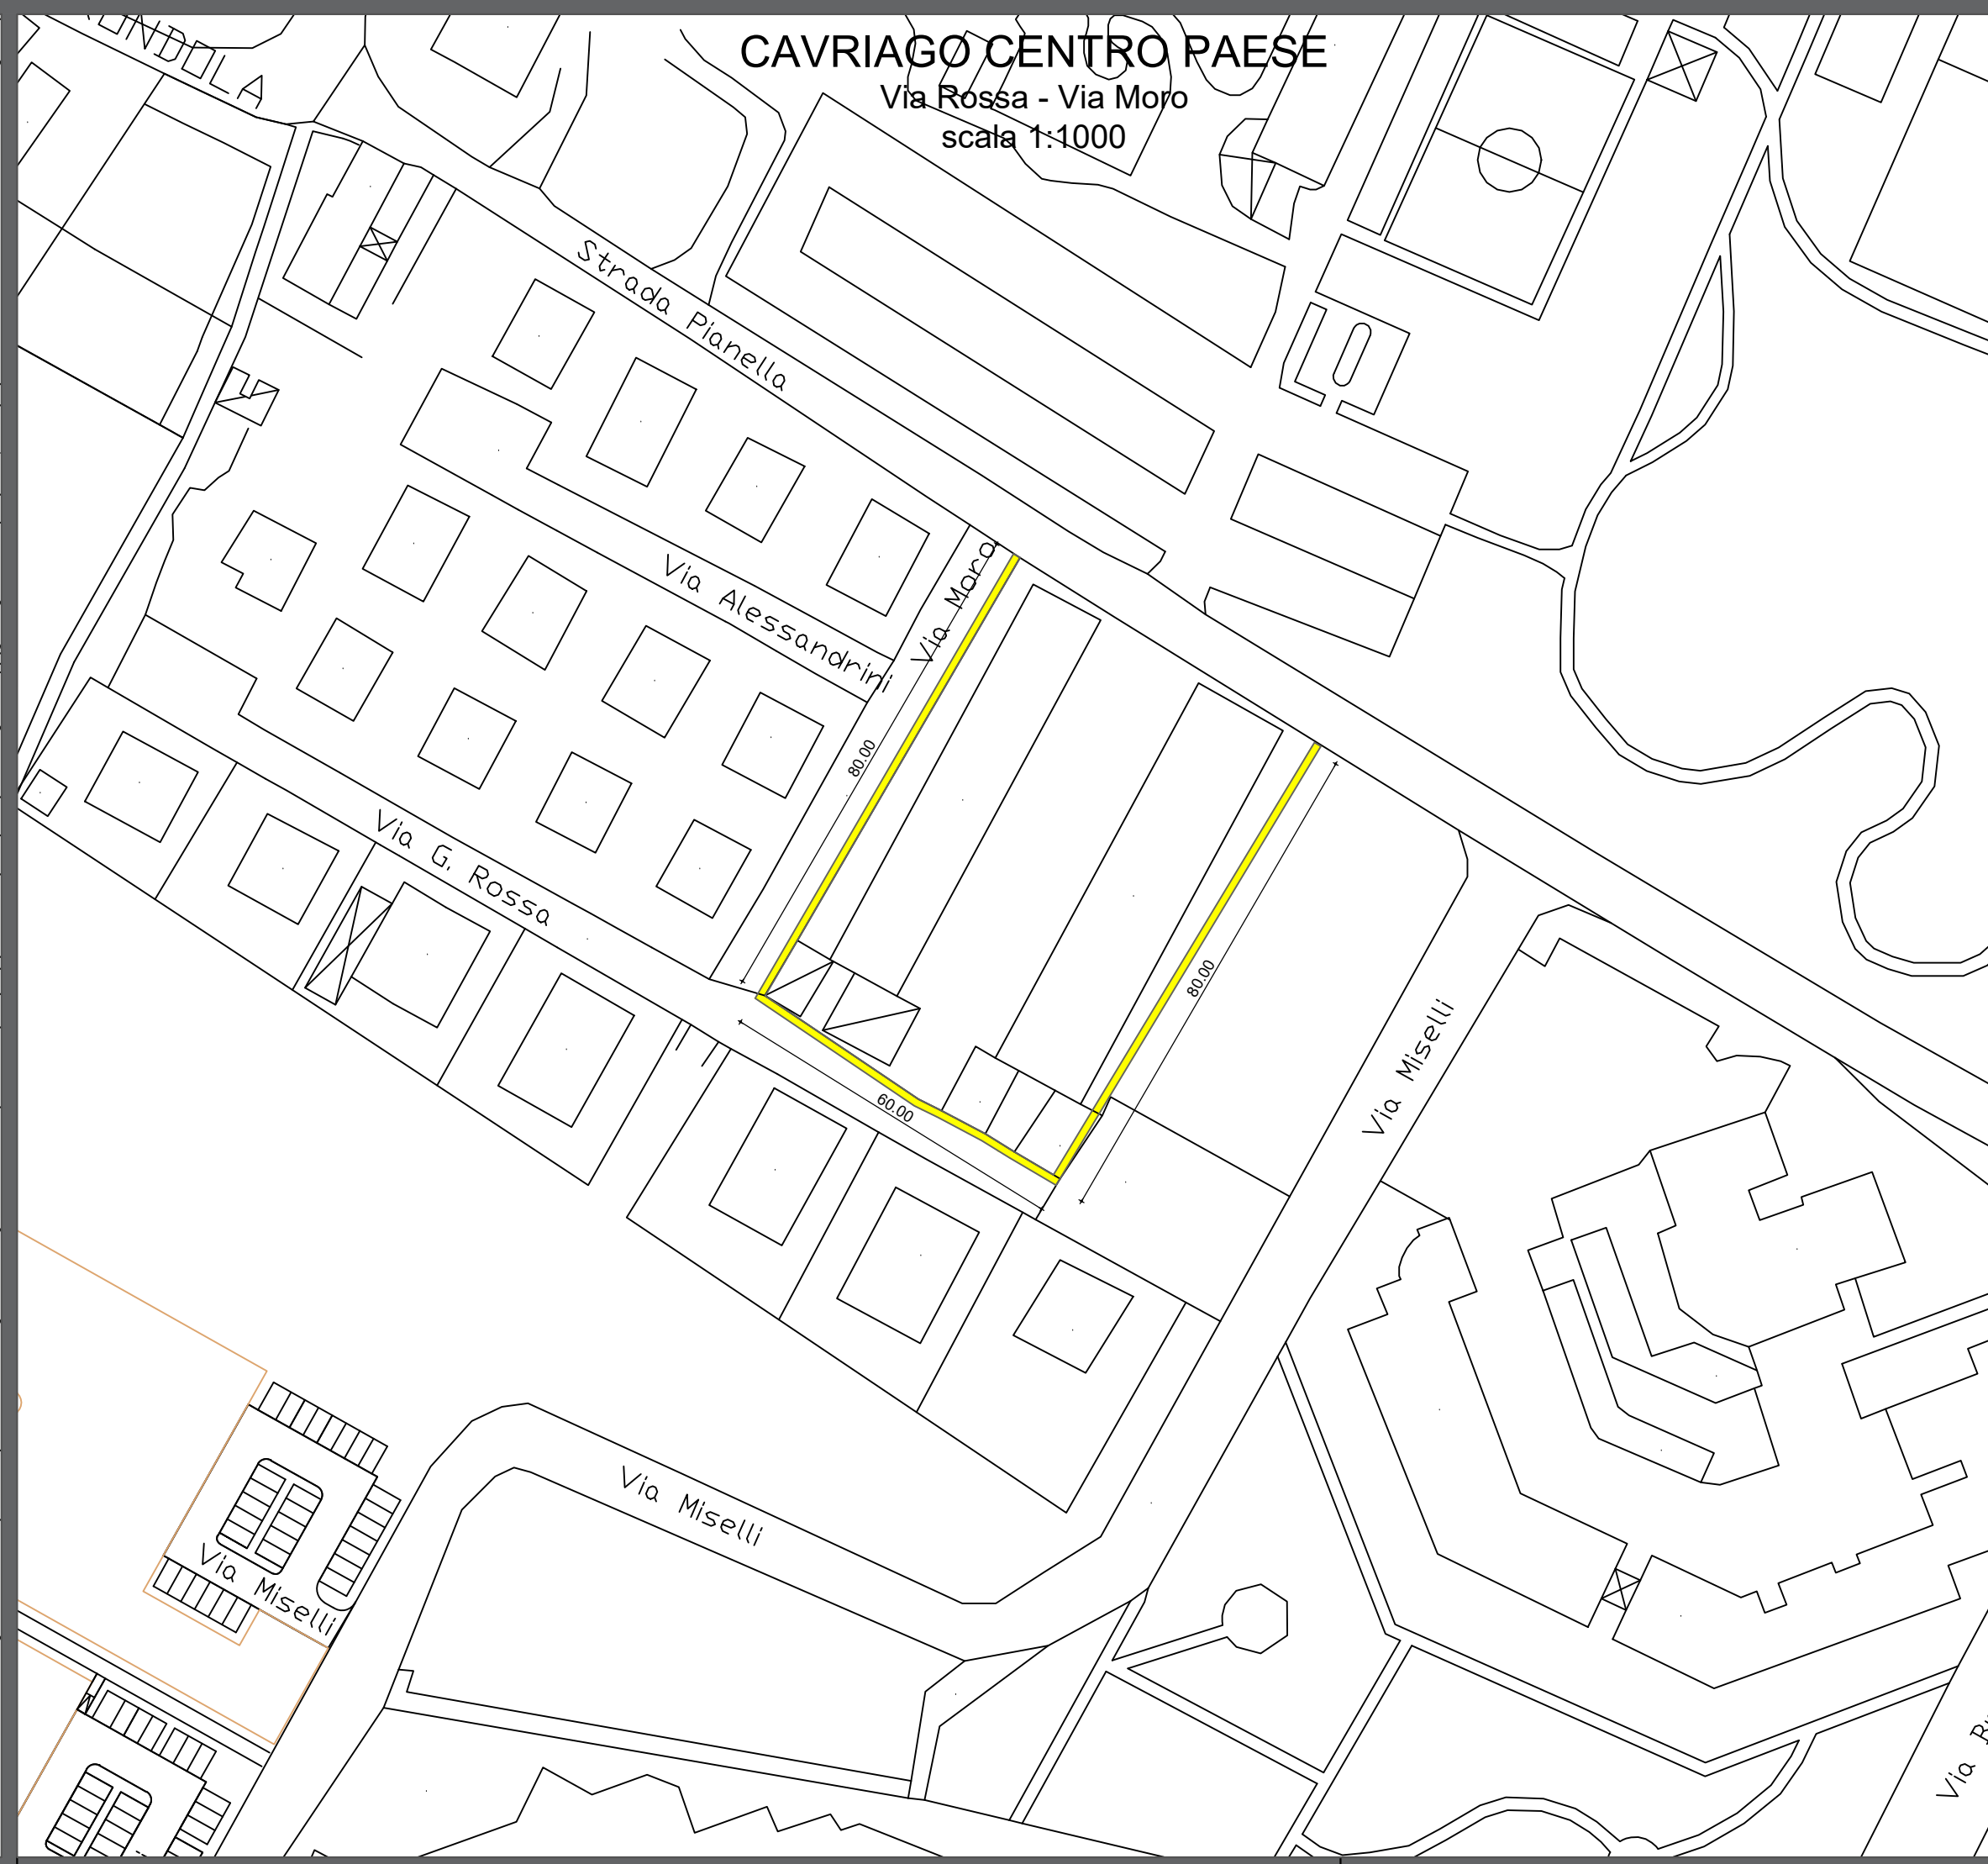 CAVRIAGO CENTRO PAESE
Via Rossa - Via Moro
scala 1:1000
Strada Pianella
Via Moro
Via Alessandrini
80.00
Via G. Rossa
80.00
Via Miselli
60.00
Via Miselli
Via Miselli
Via